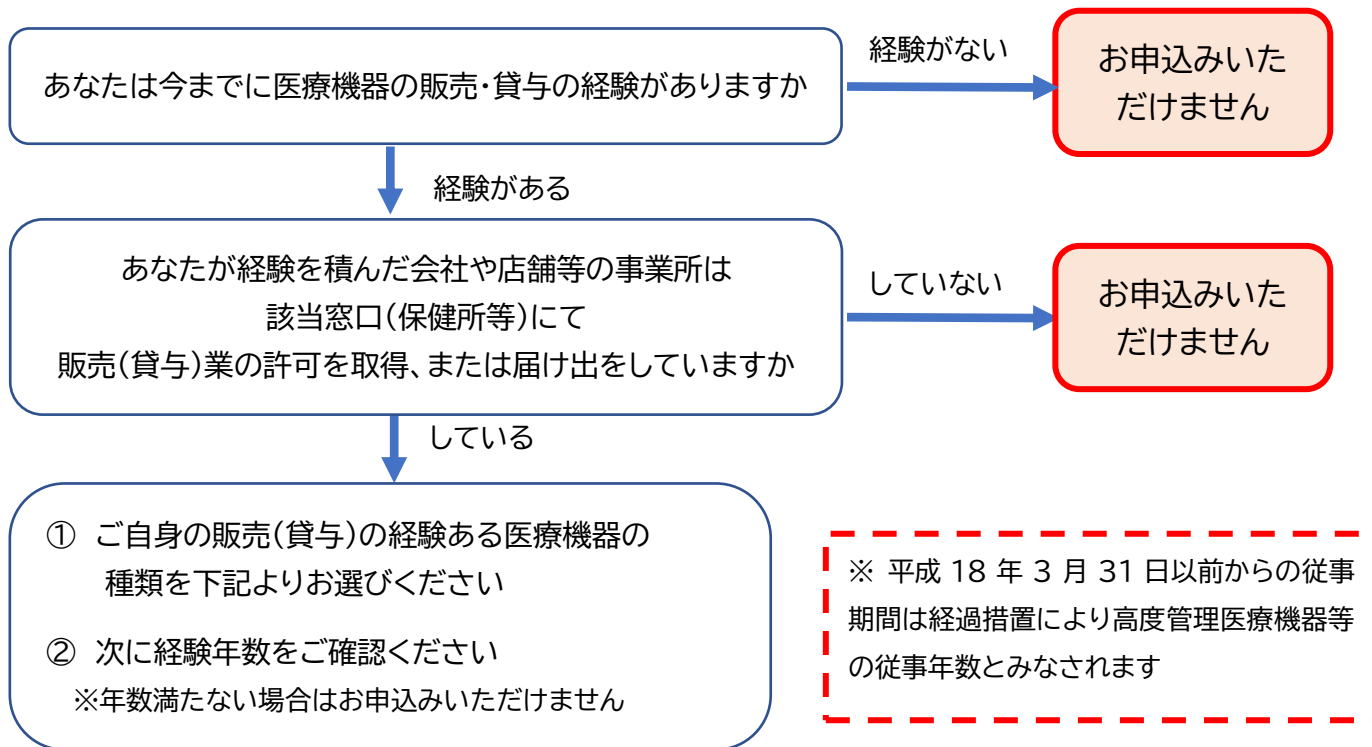 あなたは今までに医療機器の販売・貸与の経験がありますか
経験がない
お申込みいた
だけません
経験がある
あなたが経験を積んだ会社や店舗等の事業所は
該当窓口(保健所等)にて
販売(貸与)業の許可を取得、または届け出をしていますか
していない
お申込みいた
だけません
している
① ご自身の販売(貸与)の経験ある医療機器の
種類を下記よりお選びください
② 次に経験年数をご確認ください
※年数満たない場合はお申込みいただけません
※ 平成 18 年 3 月 31 日以前からの従事
期間は経過措置により高度管理医療機器等
の従事年数とみなされます